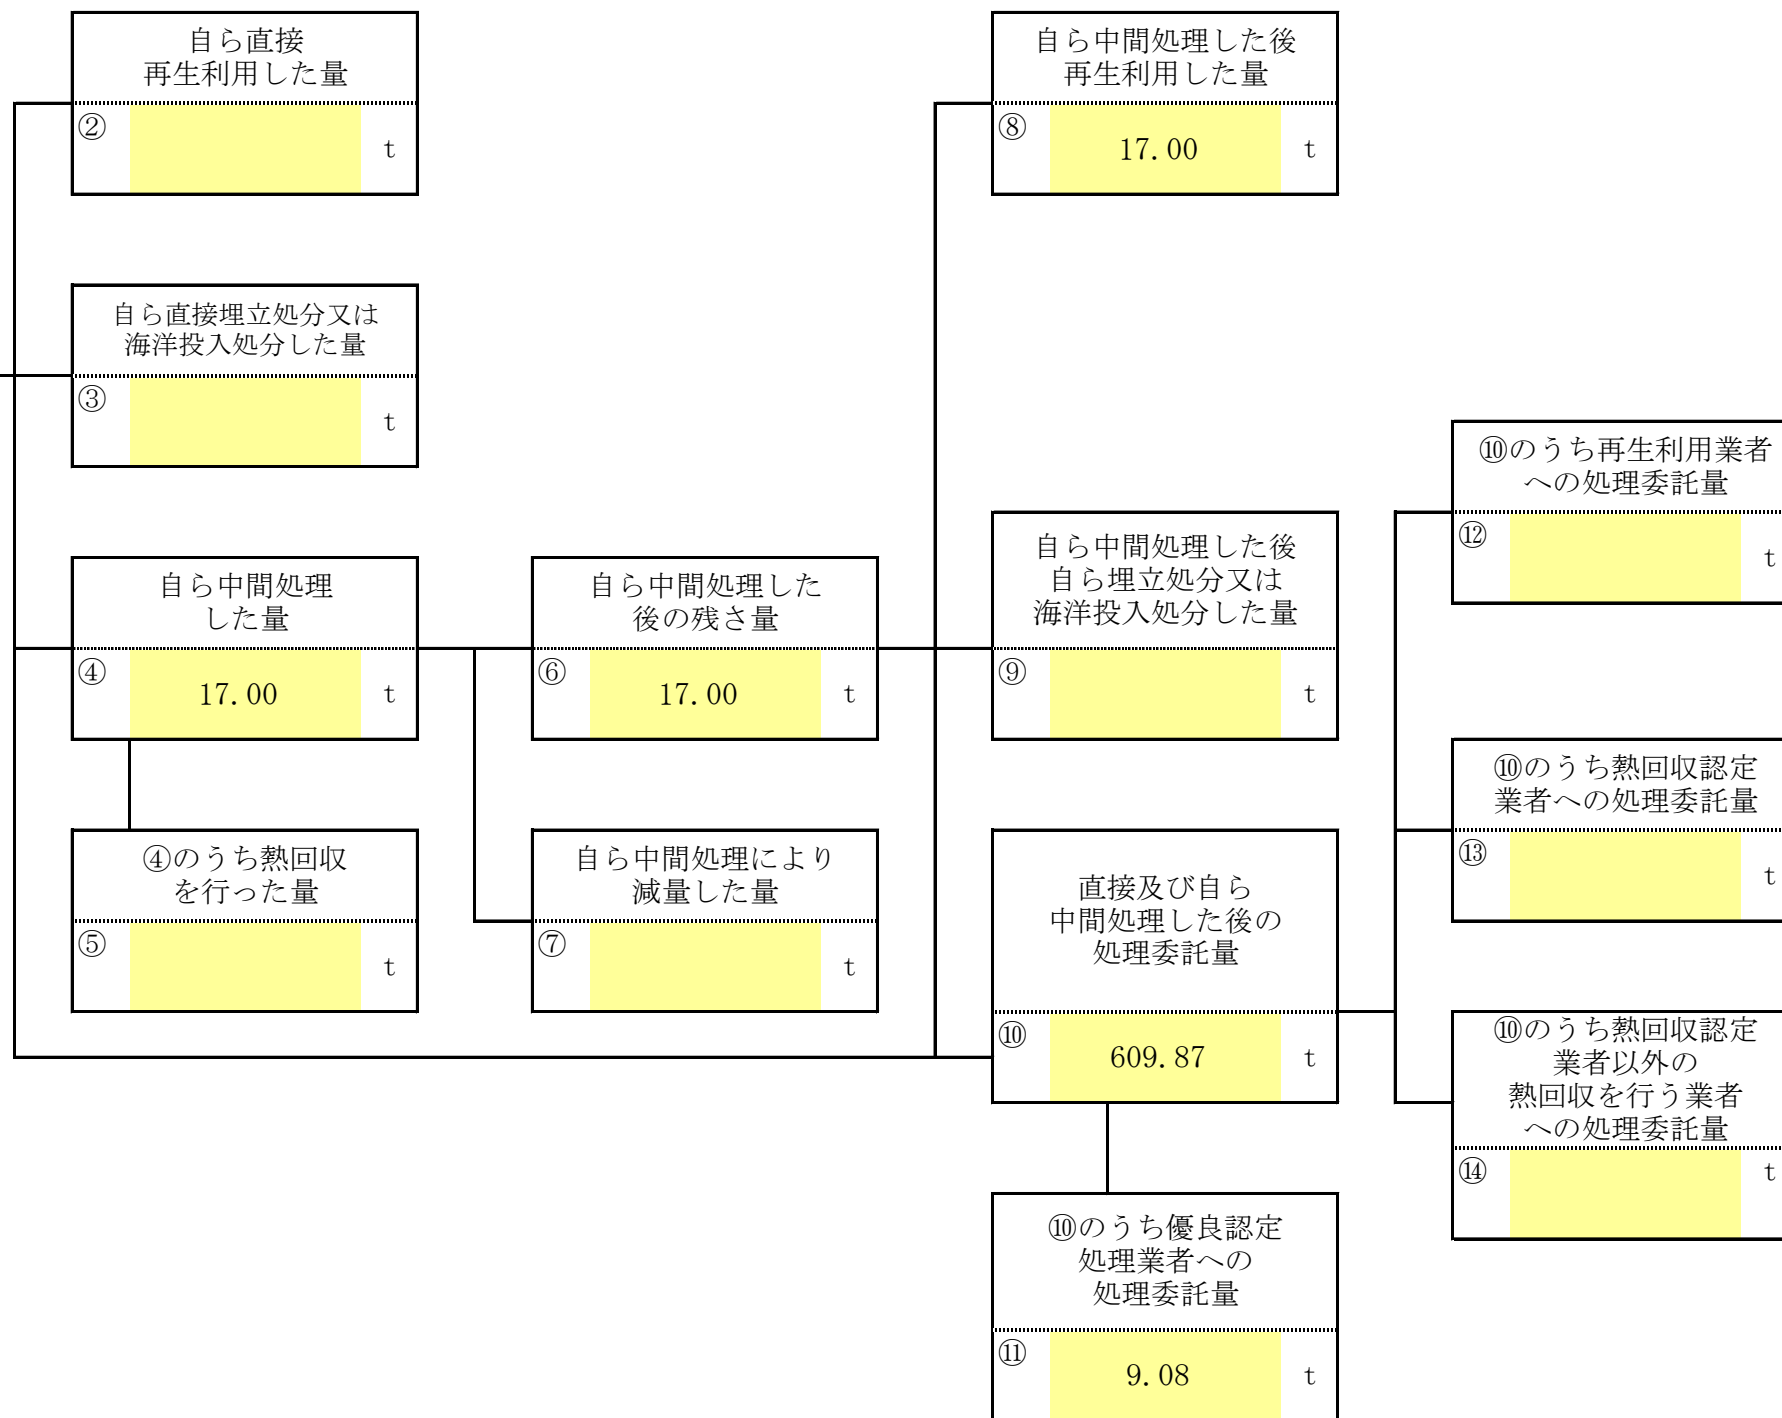 自ら直接
再生利用した量
②
t
自ら直接埋立処分又は
海洋投入処分した量
③
t
自ら中間処理
した量
④
17.00
t
④のうち熱回収
を行った量
⑤
t
自ら中間処理した
後の残さ量
⑥
17.00
t
自ら中間処理により
減量した量
⑦
t
自ら中間処理した後
再生利用した量
⑧
17.00
t
自ら中間処理した後
自ら埋立処分又は
海洋投入処分した量
⑨
t
直接及び自ら
中間処理した後の
処理委託量
⑩
609.87
t
⑩のうち優良認定
処理業者への
処理委託量
⑪
9.08
t
⑩のうち再生利用業者
への処理委託量
⑫
t
⑩のうち熱回収認定
業者への処理委託量
⑬
t
⑩のうち熱回収認定
業者以外の
熱回収を行う業者
への処理委託量
⑭
t